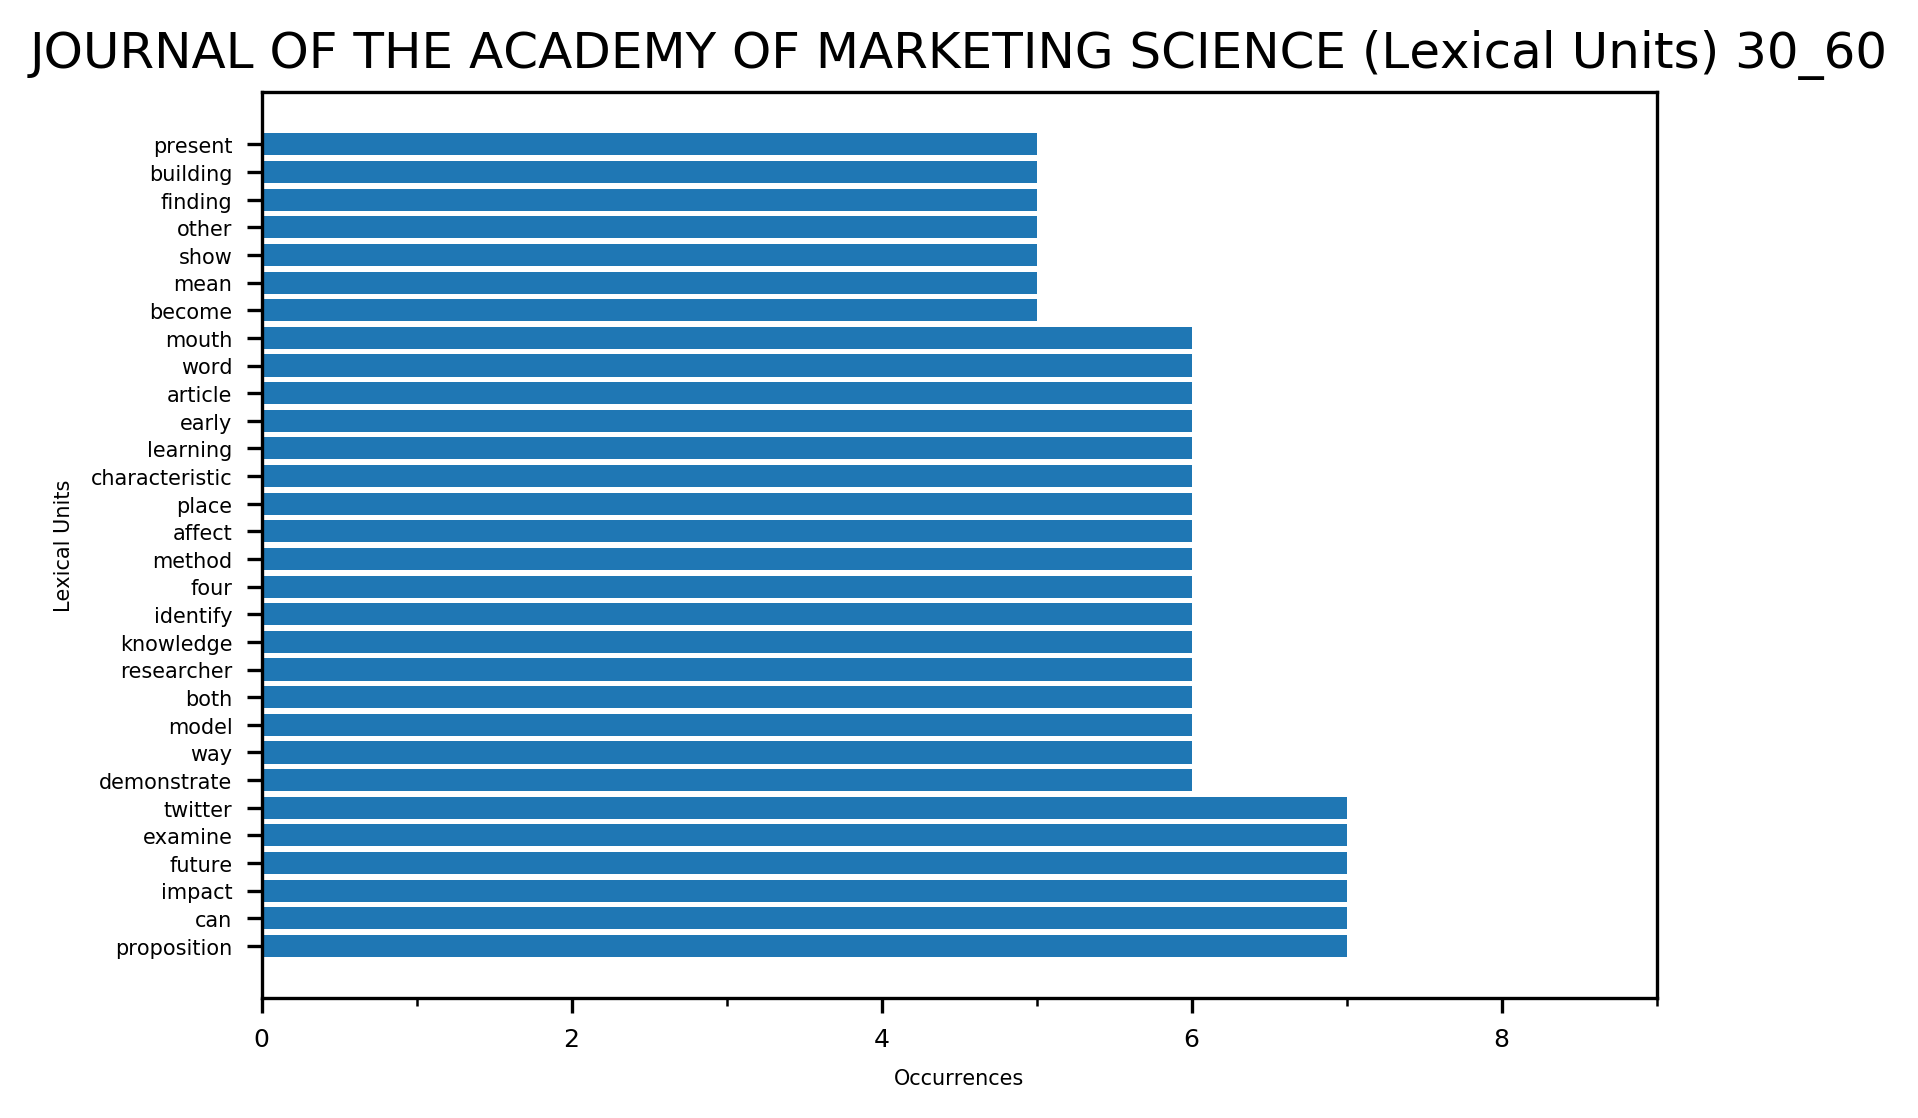 JOURNAL OF THE ACADEMY OF MARKETING SCIENCE (Lexical Units) 30_60
present
building
finding
other
show
mean
become
mouth
word
article
early
learning
characteristic
place
affect
method
four
identify
knowledge
researcher
both
model
way
demonstrate
twitter
examine
future
impact
can
proposition
Lexical Units
0 2 4 6 8
Occurrences